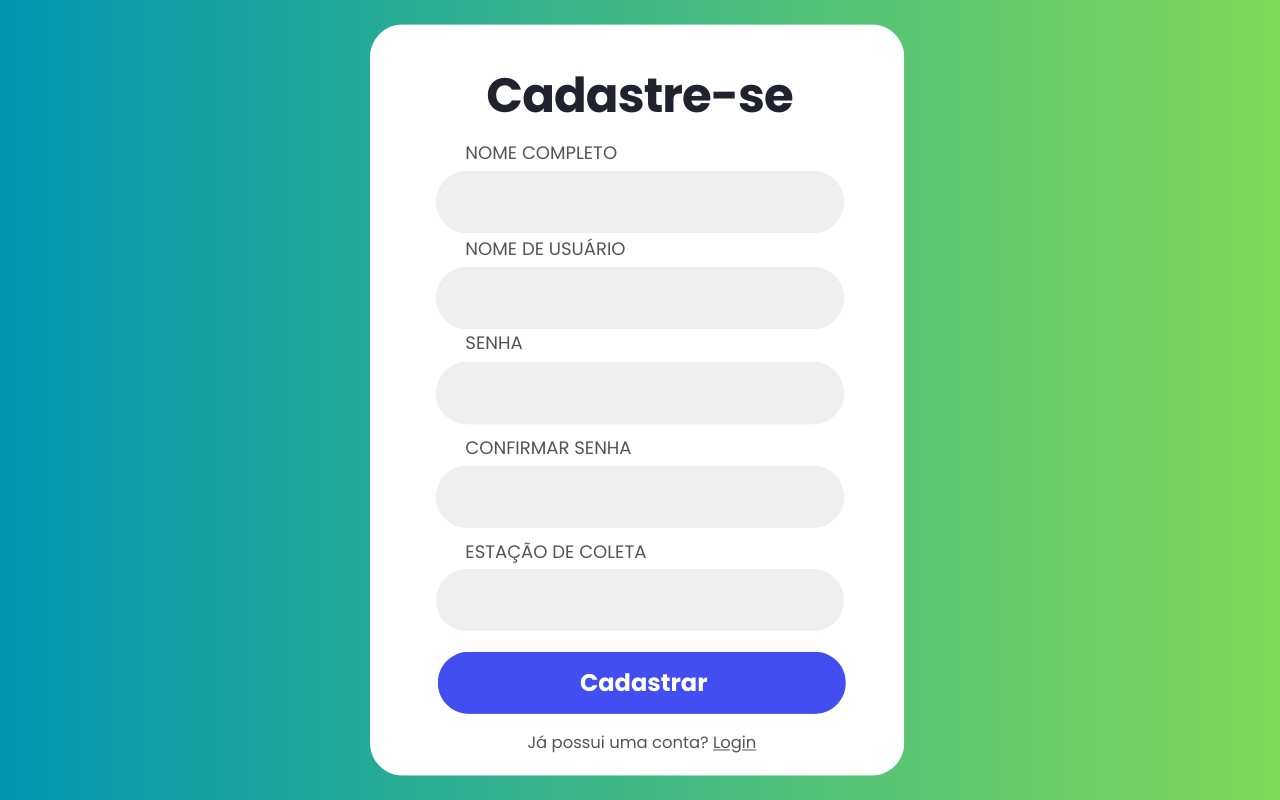 Cadastre-se
NOME COMPLETO
NOME DE USUÁRIO
SENHA
CONFIRMAR SENHA
ESTAÇÃO DE COLETA
Cadastrar
Já possui uma conta? Login